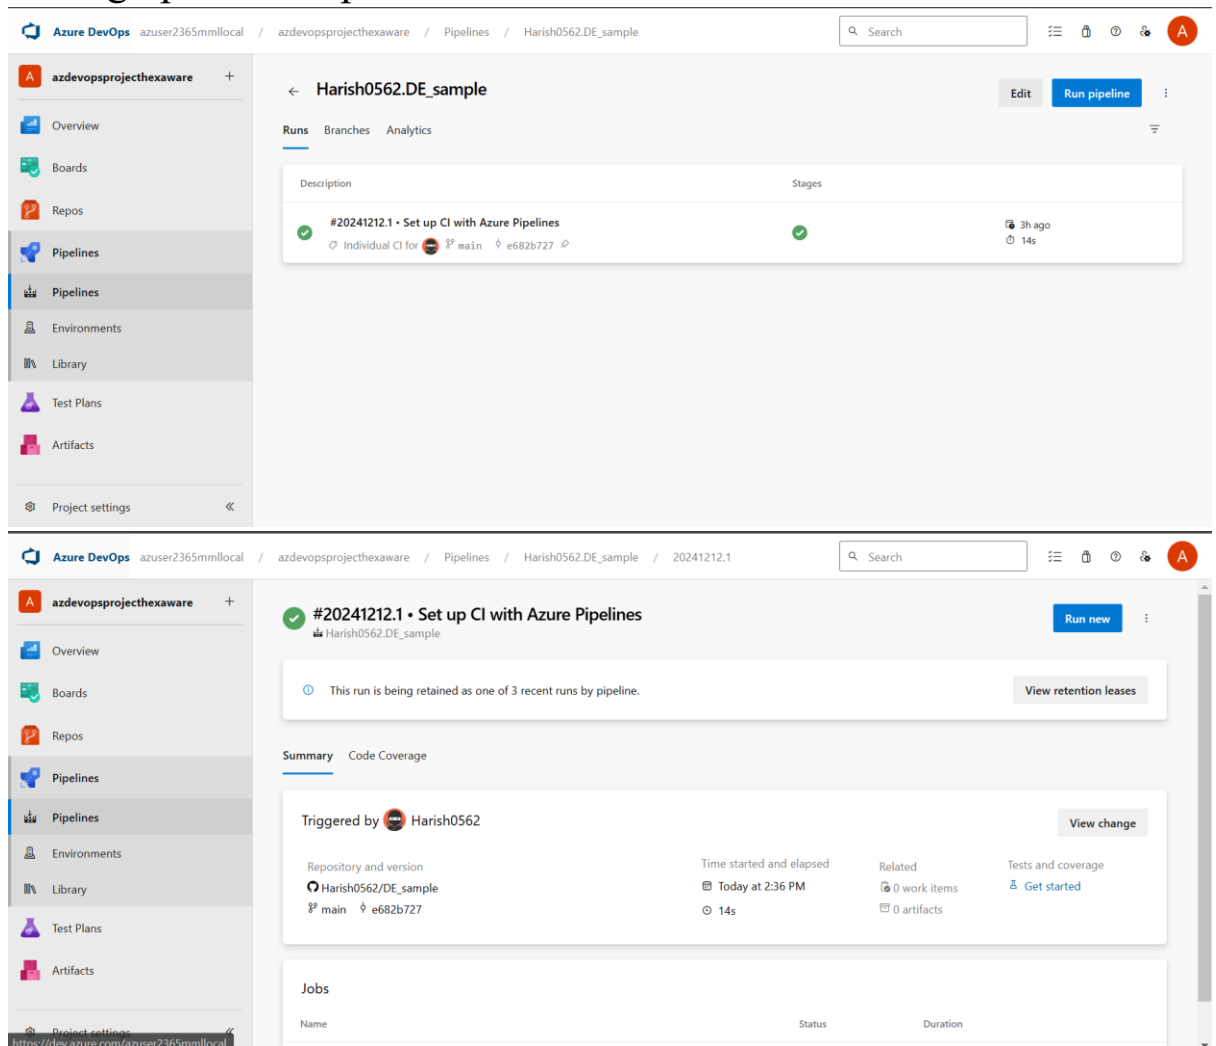 Azure DevOps azuser2365mmllocal / azdevopsprojecthexaware / Pipelines / Harish0562.DE_sample Search A
A azdevopsprojecthexaware +
Harish0562.DE_sample
Edit Run pipeline
Overview
Runs Branches Analytics
Boards
Description Stages
Repos
#20241212.1 • Set up CI with Azure Pipelines
3h ago
Individual CI for main e682b727
14s
Pipelines
Pipelines
Environments
Library
Test Plans
Artifacts
Project settings
Azure DevOps azuser2365mmllocal / azdevopsprojecthexaware / Pipelines / Harish0562.DE_sample / 20241212.1 Search A
A azdevopsprojecthexaware +
#20241212.1 • Set up CI with Azure Pipelines
Run new
Harish0562.DE_sample
Overview
Boards
This run is being retained as one of 3 recent runs by pipeline. View retention leases
Repos
Summary Code Coverage
Pipelines
Pipelines
Triggered by Harish0562 View change
Environments
Repository and version Time started and elapsed Related Tests and coverage
Library
Harish0562/DE_sample Today at 2:36 PM 0 work items Get started
main e682b727 14s 0 artifacts
Test Plans
Artifacts
Jobs
Name Status Duration
Project settings
https://dev.azure.com/azuser2365mmllocal